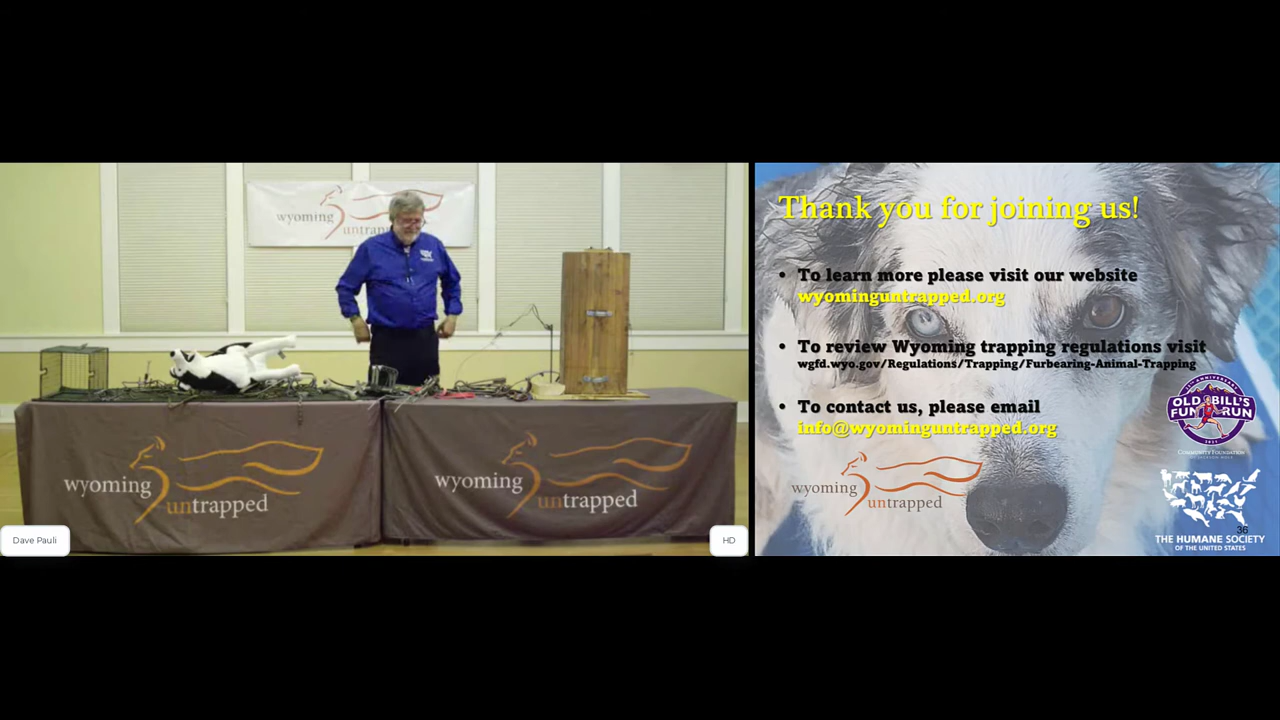 wyoming
untrapped
wyoming
untrapped
wyoming
untrapped
Dave Pauli
HD
Thank you for joining us!
• To learn more please visit our website
wyominguntrapped.org
• To review Wyoming trapping regulations visit
wgfd.wyo.gov/Regulations/Trapping/Furbearing-Animal-Trapping
• To contact us, please email
info@wyominguntrapped.org
wyoming
untrapped
OLD BILL'S
FUN RUN
COMMUNITY FOUNDATION
36
THE HUMANE SOCIETY
OF THE UNITED STATES